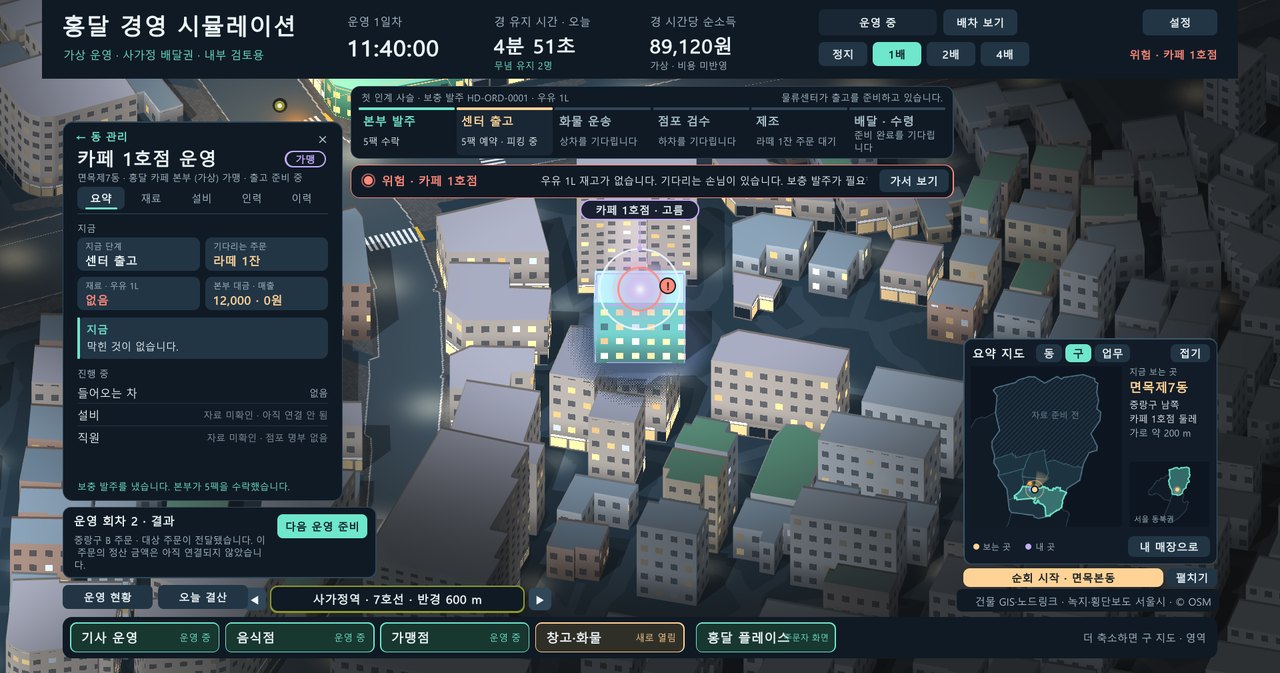 홍달 경영 시뮬레이션
가상 운영 · 사가정 배달권 · 내부 검토용
운영 1일차
11:40:00
경 유지 시간 · 오늘
4분 51초
무념 유지 2명
경 시간당 순소득
89,120원
가상 · 비용 미반영
운영 중
배차 보기
정지
1배
2배
4배
설정
위험 · 카페 1호점
첫 인계 사슬 · 보충 발주 HD-ORD-0001 · 우유 1L
물류센터가 출고를 준비하고 있습니다.
본부 발주
5팩 수락
센터 출고
5팩 예약 · 피킹 중
화물 운송
상차를 기다립니다
점포 검수
하차를 기다립니다
제조
라떼 1잔 주문 대기
배달 · 수령
준비 완료를 기다립
니다
위험 · 카페 1호점
우유 1L 재고가 없습니다. 기다리는 손님이 있습니다. 보충 발주가 필요
가서 보기
카페 1호점 · 고름
!
← 동 관리
×
카페 1호점 운영
가맹
면목제7동 · 홍달 카페 본부 (가상) 가맹 · 출고 준비 중
요약
재료
설비
인력
이력
지금
지금 단계
센터 출고
기다리는 주문
라떼 1잔
재료 · 우유 1L
없음
본부 대금 · 매출
12,000 · 0원
지금
막힌 것이 없습니다.
진행 중
들어오는 차
없음
설비
자료 미확인 · 아직 연결 안 됨
직원
자료 미확인 · 점포 명부 없음
보충 발주를 냈습니다. 본부가 5팩을 수락했습니다.
운영 회차 2 · 결과
다음 운영 준비
중랑구 B 주문 · 대상 주문이 전달됐습니다. 이
주문의 정산 금액은 아직 연결되지 않았습니
다.
운영 현황
오늘 결산
◀
사가정역 · 7호선 · 반경 600 m
▶
요약 지도
동
구
업무
접기
자료 준비 전
지금 보는 곳
면목제7동
중랑구 남쪽
카페 1호점 둘레
가로 약 200 m
서울 동북권
보는 곳
내 곳
내 매장으로
순회 시작 · 면목본동
펼치기
건물 GIS·노드링크 · 녹지·횡단보도 서울시 · © OSM
기사 운영
운영 중
음식점
운영 중
가맹점
운영 중
창고·화물
새로 열림
홍달 플레이스
주문자 화면
더 축소하면 구 지도 · 영역